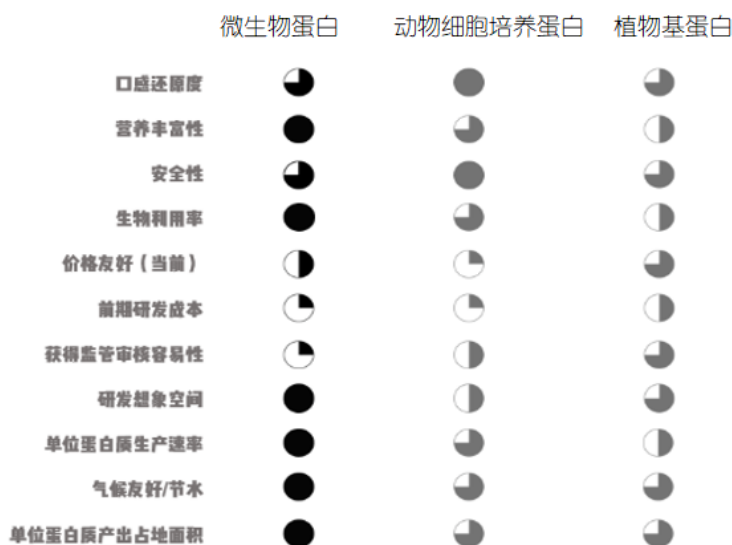 微生物蛋白 动物细胞培养蛋白 植物基蛋白
口感还原度
营养丰富性
安全性
生物利用率
价格友好（当前）
前期研发成本
获得监管审核容易性
研发想象空间
单位蛋白质生产速率
气候友好/节水
单位蛋白质产出占地面积